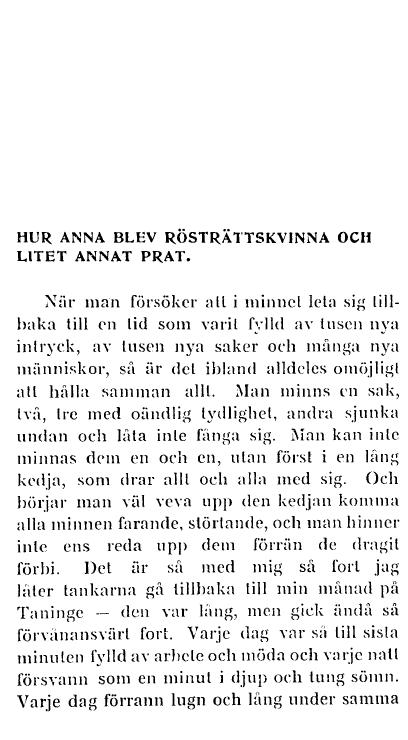 HUR ANNA BLEV RÖSTRÄTTSKVINNA OCH
LITET ANNAT PRAT.
När man försöker att i minnet leta sig till-
baka till en tid som varit fylld av tusen nya
intryck, av tusen nya saker och många nya
människor, så är det ibland alldeles omöjligt
att hålla samman allt. Man minns en sak,
två, tre med oändlig tydlighet, andra sjunka
undan och låta inte fånga sig. Man kan inte
minnas dem en och en, utan först i en lång
kedja, som drar allt och alla med sig. Och
börjar man väl veva upp den kedjan komma
alla minnen farande, störtande, och man hinner
inte ens reda upp dem förrän de dragit
förbi. Det är så med mig så fort jag
låter tankarna gå tillbaka till min månad på
Taninge — den var lång, men gick ändå så
förvånansvärt fort. Varje dag var så till sista
minuten fylld av arbete och möda och varje natt
försvann som en minut i djup och tung sömn.
Varje dag förrann lugn och lång under samma